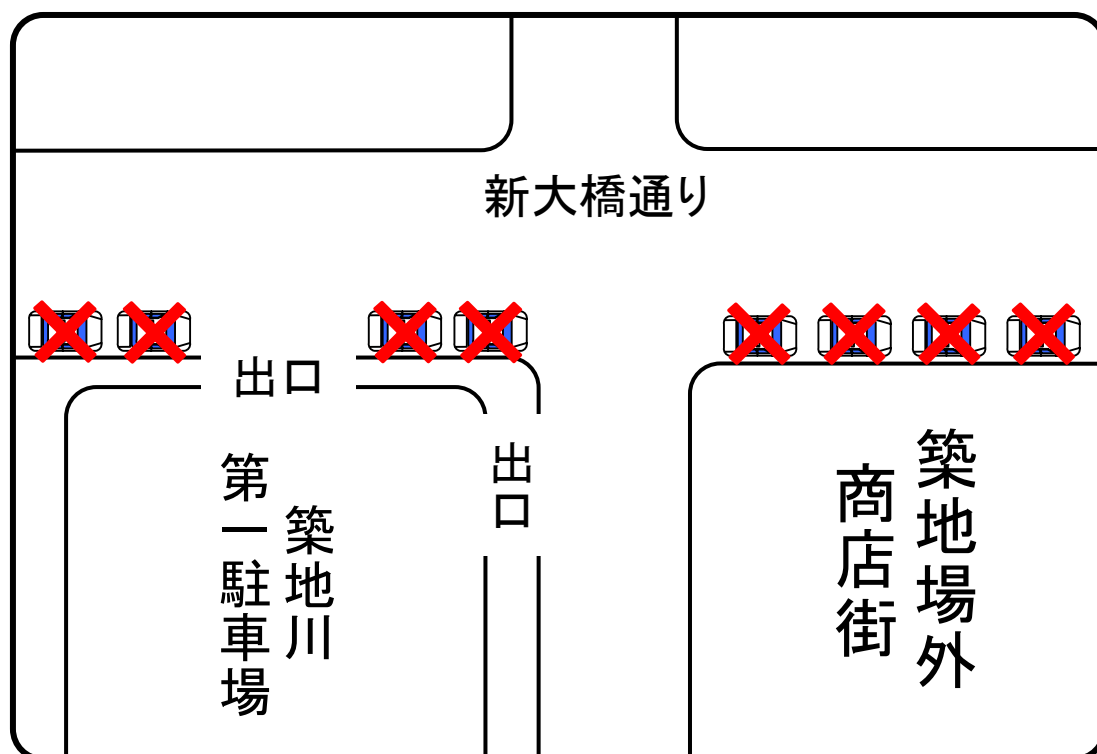 新大橋通り
出口
出口
築地川
第一駐車場
築地場外
商店街